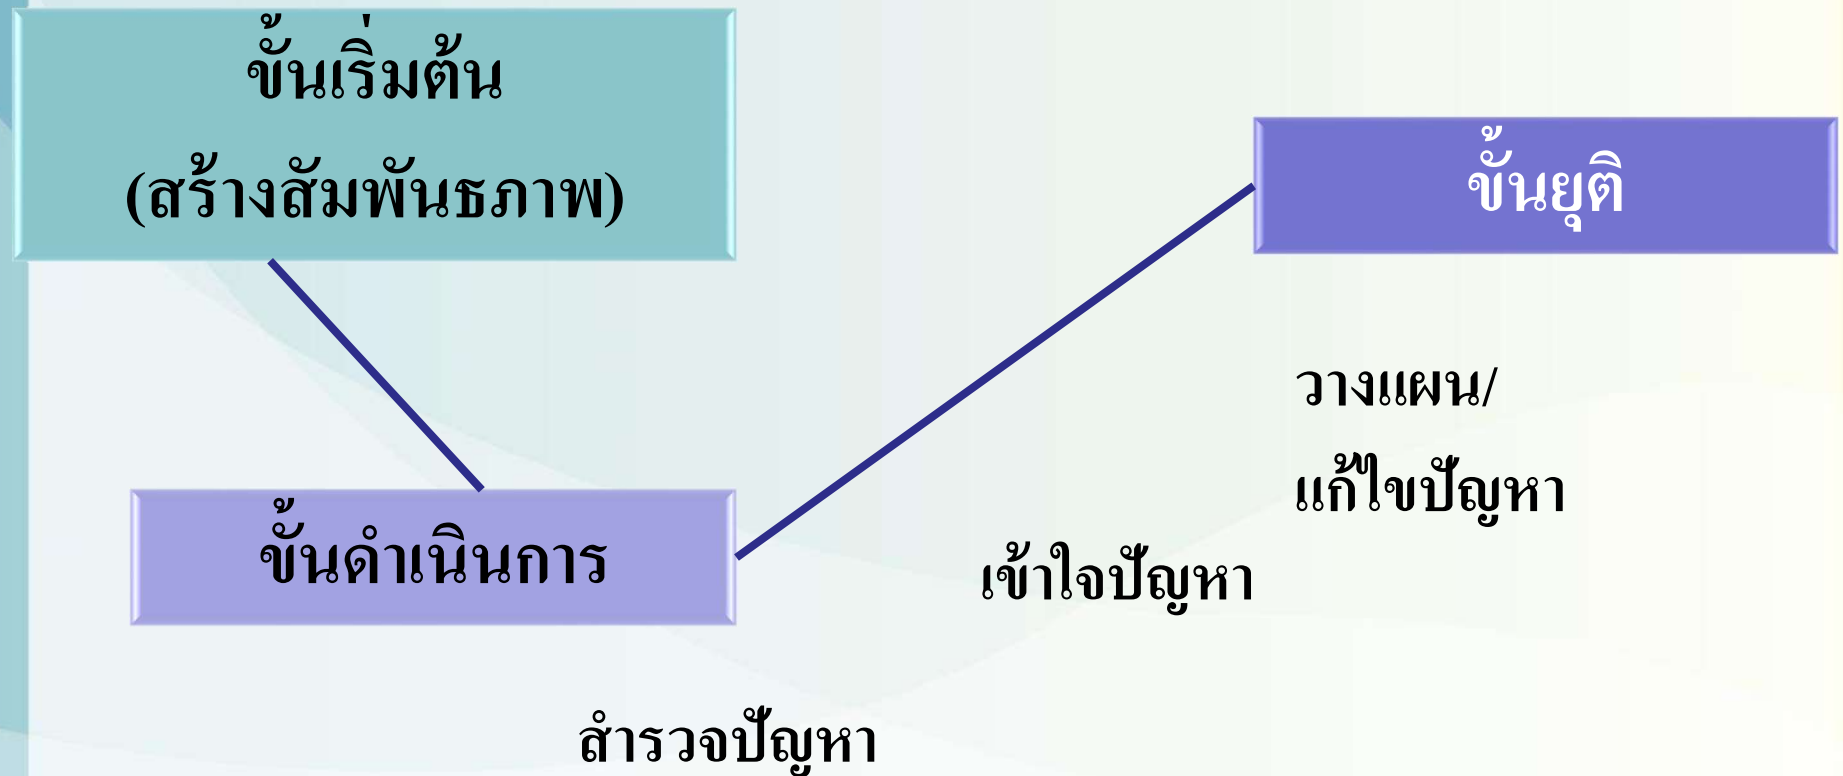 ขั้นเริ่มต้น
(สร้างสัมพันธภาพ)
ขั้นยุติ
วางแผน/
แก้ไขปัญหา
ขั้นดำเนินการ
เข้าใจปัญหา
สำรวจปัญหา